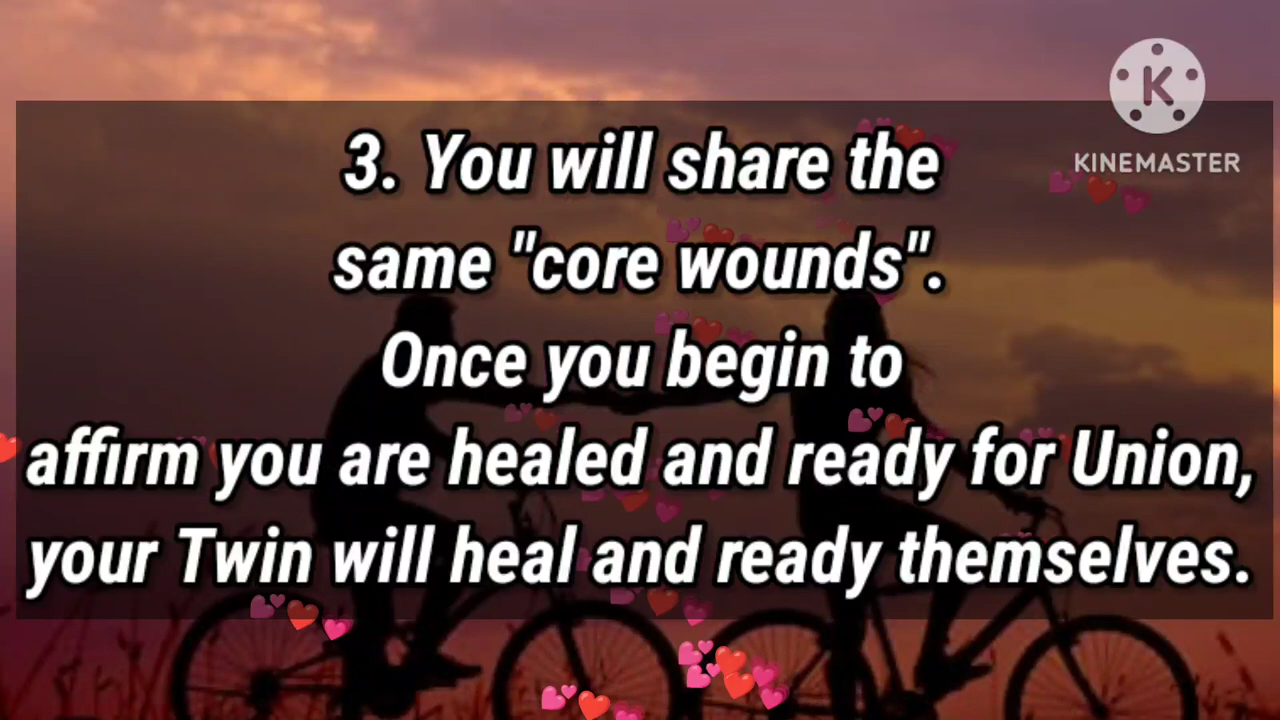 K
KINEMASTER
3. You will share the
same "core wounds".
Once you begin to
affirm you are healed and ready for Union,
your Twin will heal and ready themselves.